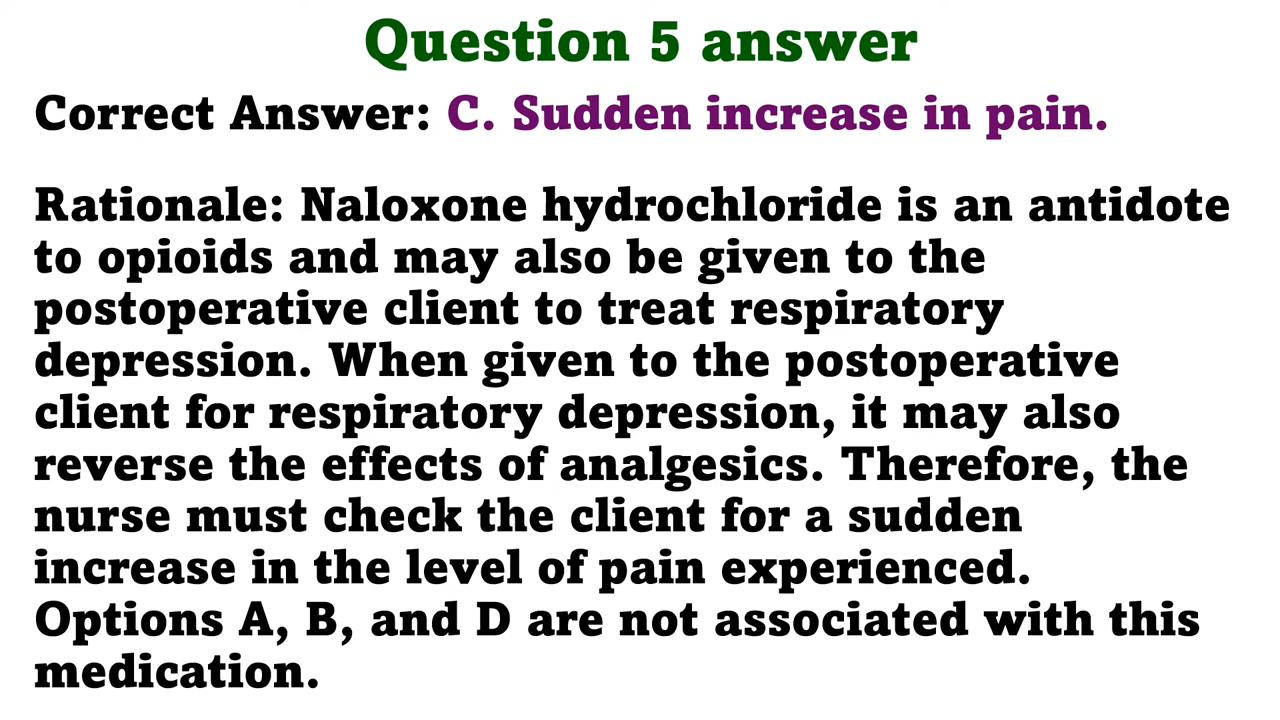 Question 5 answer
Correct Answer: C. Sudden increase in pain.
Rationale: Naloxone hydrochloride is an antidote
to opioids and may also be given to the
postoperative client to treat respiratory
depression. When given to the postoperative
client for respiratory depression, it may also
reverse the effects of analgesics. Therefore, the
nurse must check the client for a sudden
increase in the level of pain experienced.
Options A, B, and D are not associated with this
medication.